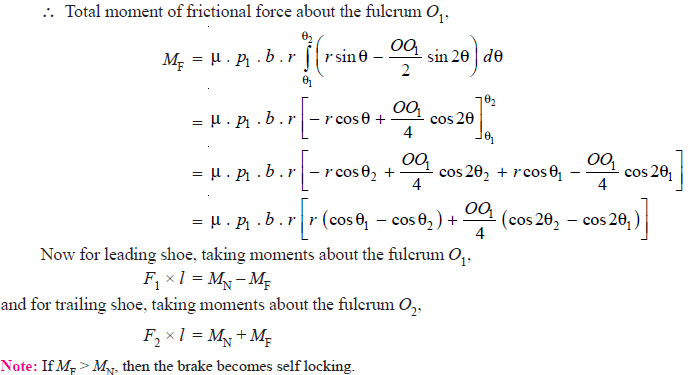 ∴ Total moment of frictional force about the fulcrum O₁,
M_F = μ . p₁ . b . r ∫_{θ₁}^{θ₂} (r sin θ − OO₁/2 sin 2θ) dθ
= μ . p₁ . b . r [− r cos θ + OO₁/4 cos 2θ]_{θ₁}^{θ₂}
= μ . p₁ . b . r [− r cos θ₂ + OO₁/4 cos 2θ₂ + r cos θ₁ − OO₁/4 cos 2θ₁]
= μ . p₁ . b . r [r (cos θ₁ − cos θ₂) + OO₁/4 (cos 2θ₂ − cos 2θ₁)]
Now for leading shoe, taking moments about the fulcrum O₁,
F₁ × l = M_N − M_F
and for trailing shoe, taking moments about the fulcrum O₂,
F₂ × l = M_N + M_F
Note: If M_F > M_N, then the brake becomes self locking.